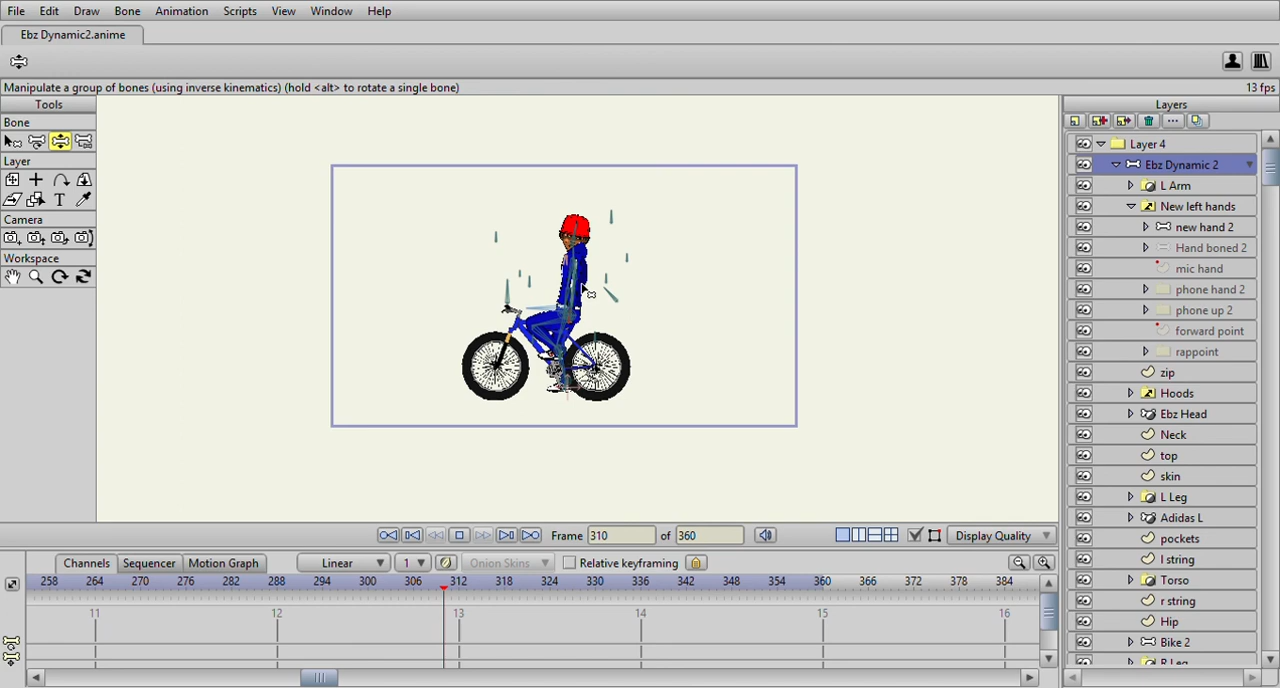 File Edit Draw Bone Animation Scripts View Window Help
Ebz Dynamic2.anime
Manipulate a group of bones (using inverse kinematics) (hold <alt> to rotate a single bone) 13 fps
Tools
Bone
Layer
Camera
Workspace
Layers
Layer 4
Ebz Dynamic 2
L Arm
New left hands
new hand 2
Hand boned 2
mic hand
phone hand 2
phone up 2
forward point
rappoint
zip
Hoods
Ebz Head
Neck
top
skin
L Leg
Adidas L
pockets
l string
Torso
r string
Hip
Bike 2
R Leg
Frame 310 of 360 Display Quality
Channels Sequencer Motion Graph Linear 1 Onion Skins Relative keyframing
258 264 270 276 282 288 294 300 306 312 318 324 330 336 342 348 354 360 366 372 378 384
11 12 13 14 15 16